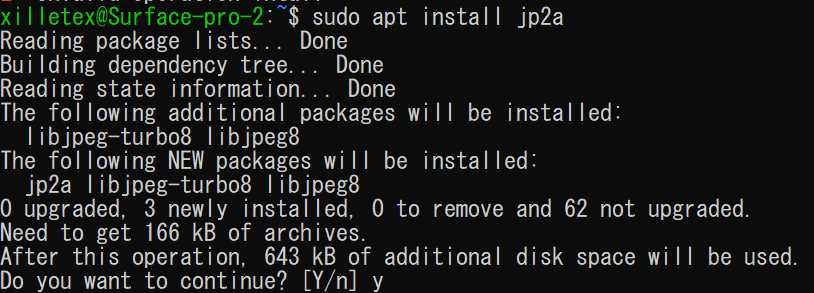 xilletex@Surface-pro-2:~$ sudo apt install jp2a
Reading package lists... Done
Building dependency tree... Done
Reading state information... Done
The following additional packages will be installed:
  libjpeg-turbo8 libjpeg8
The following NEW packages will be installed:
  jp2a libjpeg-turbo8 libjpeg8
0 upgraded, 3 newly installed, 0 to remove and 62 not upgraded.
Need to get 166 kB of archives.
After this operation, 643 kB of additional disk space will be used.
Do you want to continue? [Y/n] y